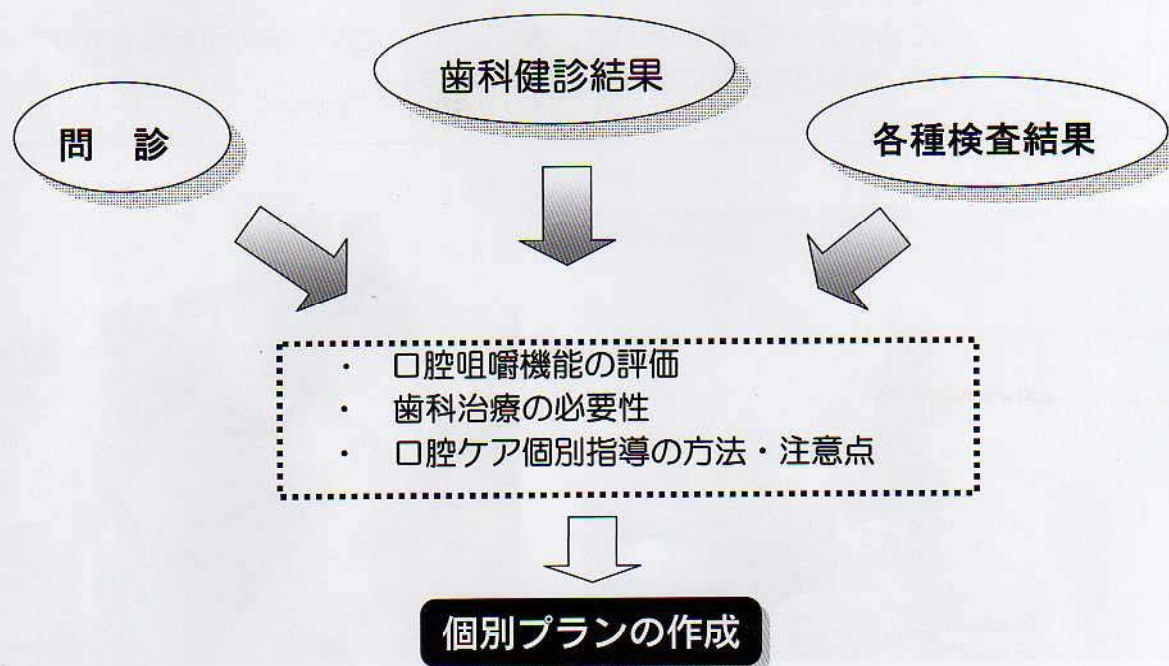 歯科健診結果
問　診
各種検査結果
・　口腔咀嚼機能の評価
・　歯科治療の必要性
・　口腔ケア個別指導の方法・注意点
個別プランの作成